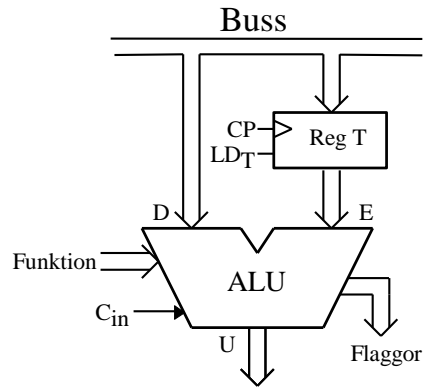 Buss
CP
Reg T
LDT
D
E
Funktion
ALU
Cin
U
Flaggor